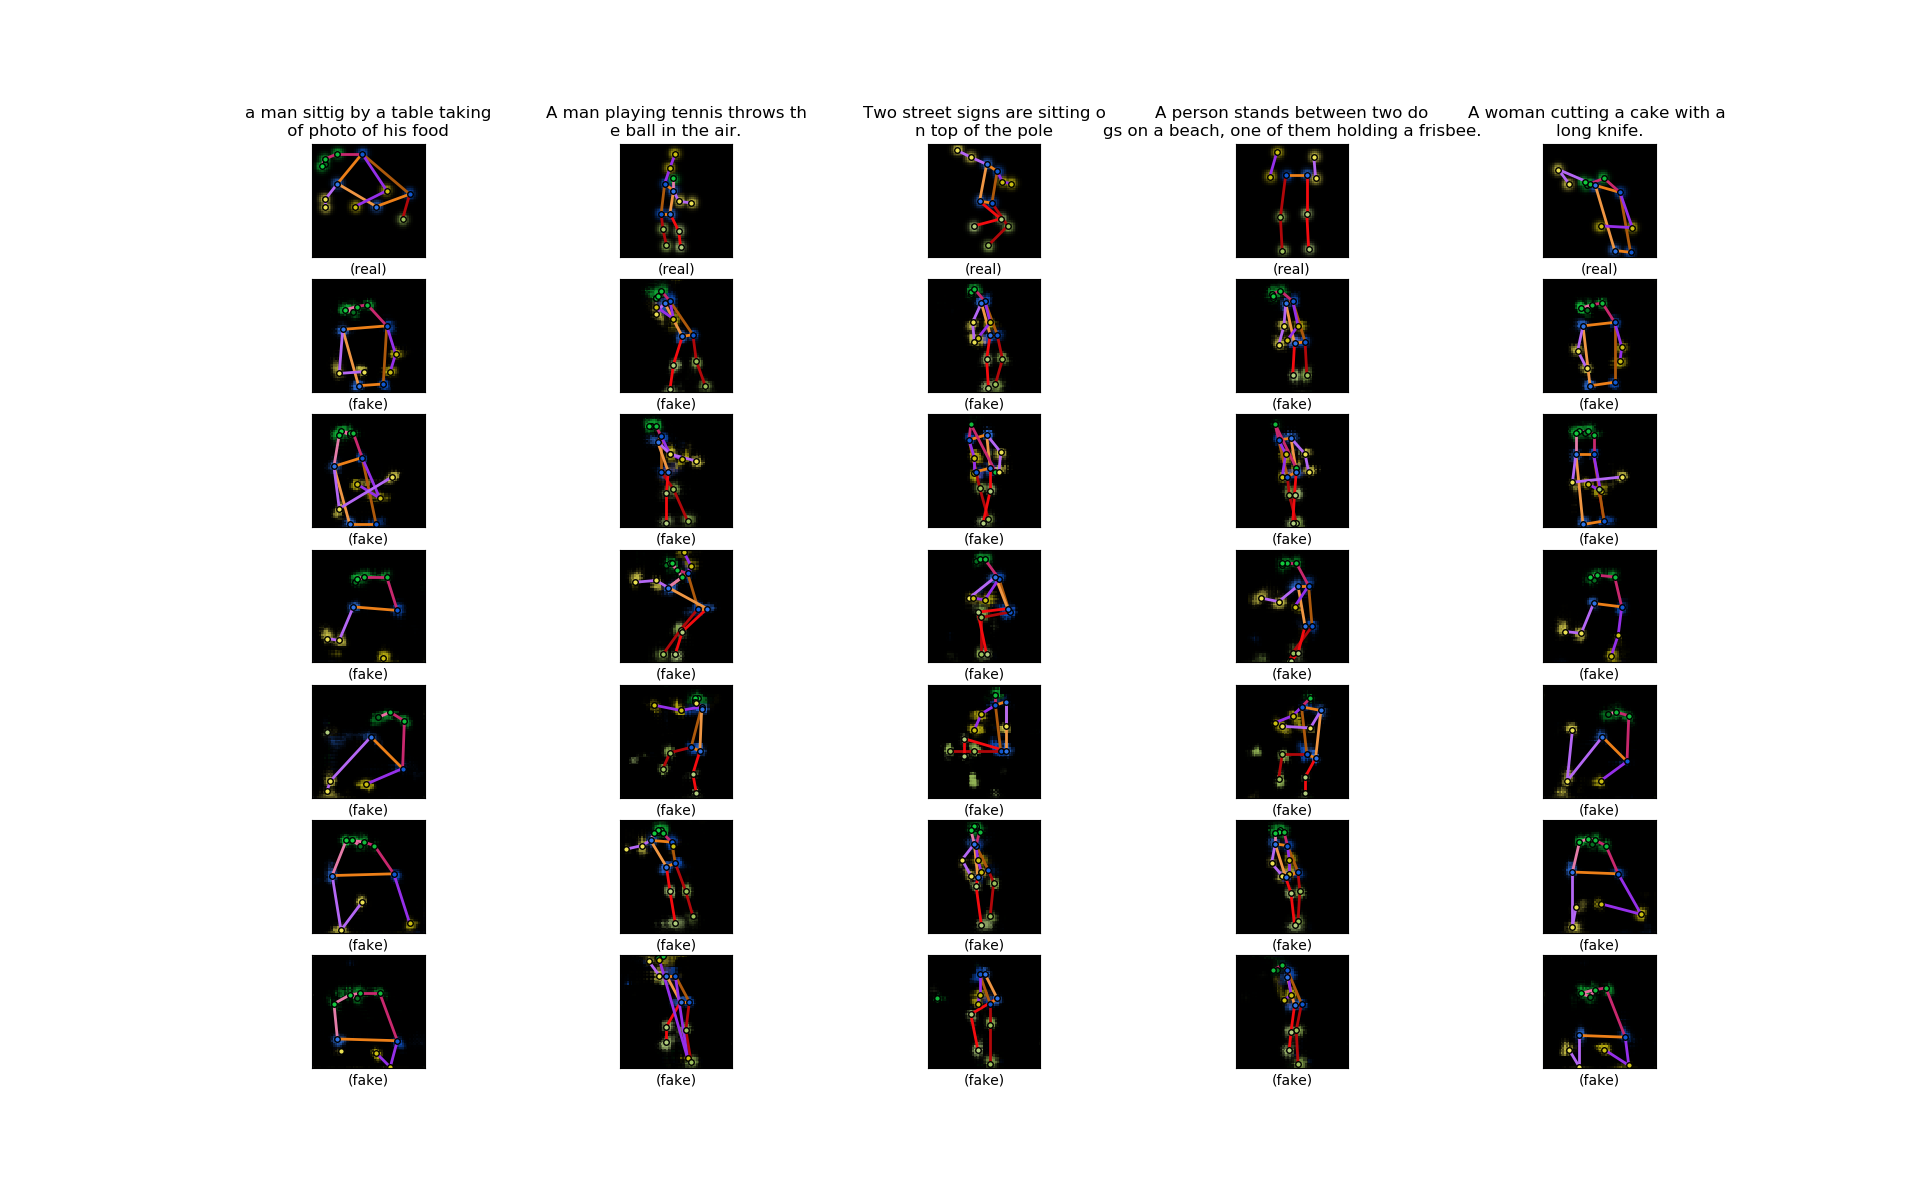 a man sittig by a table taking
of photo of his food
A man playing tennis throws th
e ball in the air.
Two street signs are sitting o
n top of the pole
A person stands between two do
gs on a beach, one of them holding a frisbee.
A woman cutting a cake with a
long knife.
(real) (real) (real) (real) (real)
(fake) (fake) (fake) (fake) (fake)
(fake) (fake) (fake) (fake) (fake)
(fake) (fake) (fake) (fake) (fake)
(fake) (fake) (fake) (fake) (fake)
(fake) (fake) (fake) (fake) (fake)
(fake) (fake) (fake) (fake) (fake)